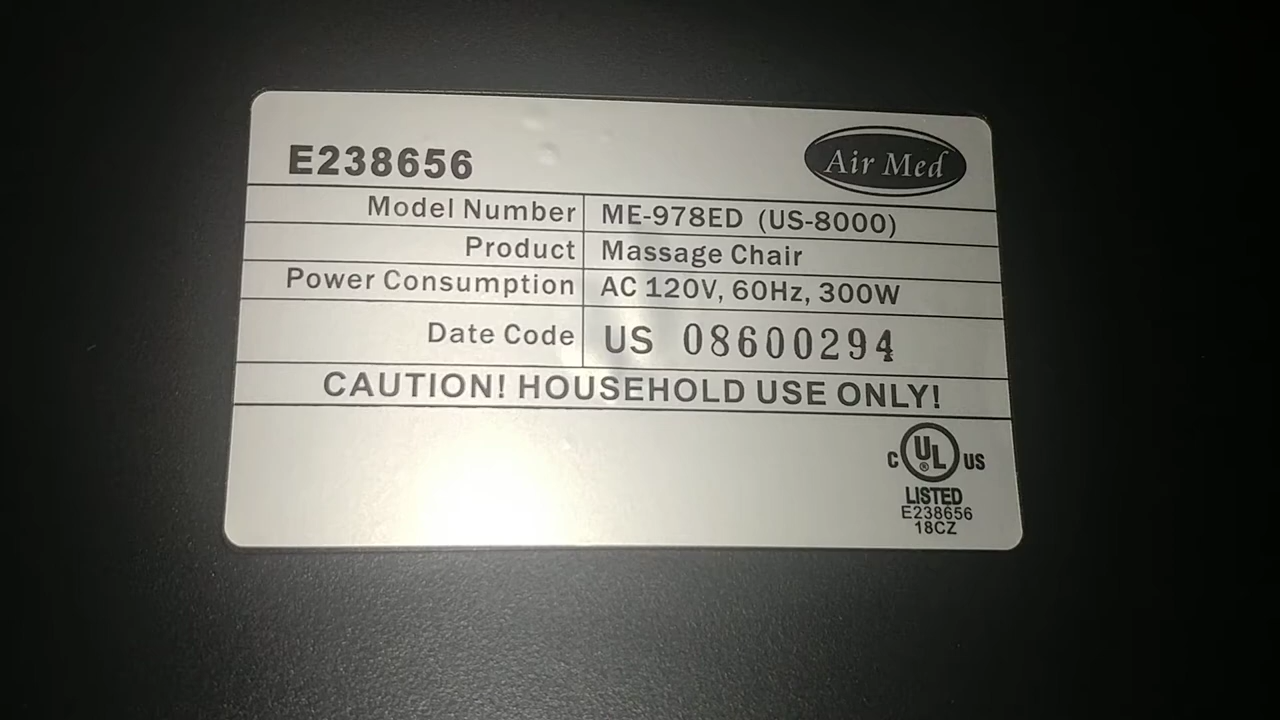 E238656
Air Med
Model Number ME-978ED (US-8000)
Product Massage Chair
Power Consumption AC 120V, 60Hz, 300W
Date Code US 08600294
CAUTION! HOUSEHOLD USE ONLY!
C UL ® US
LISTED
E238656
18CZ